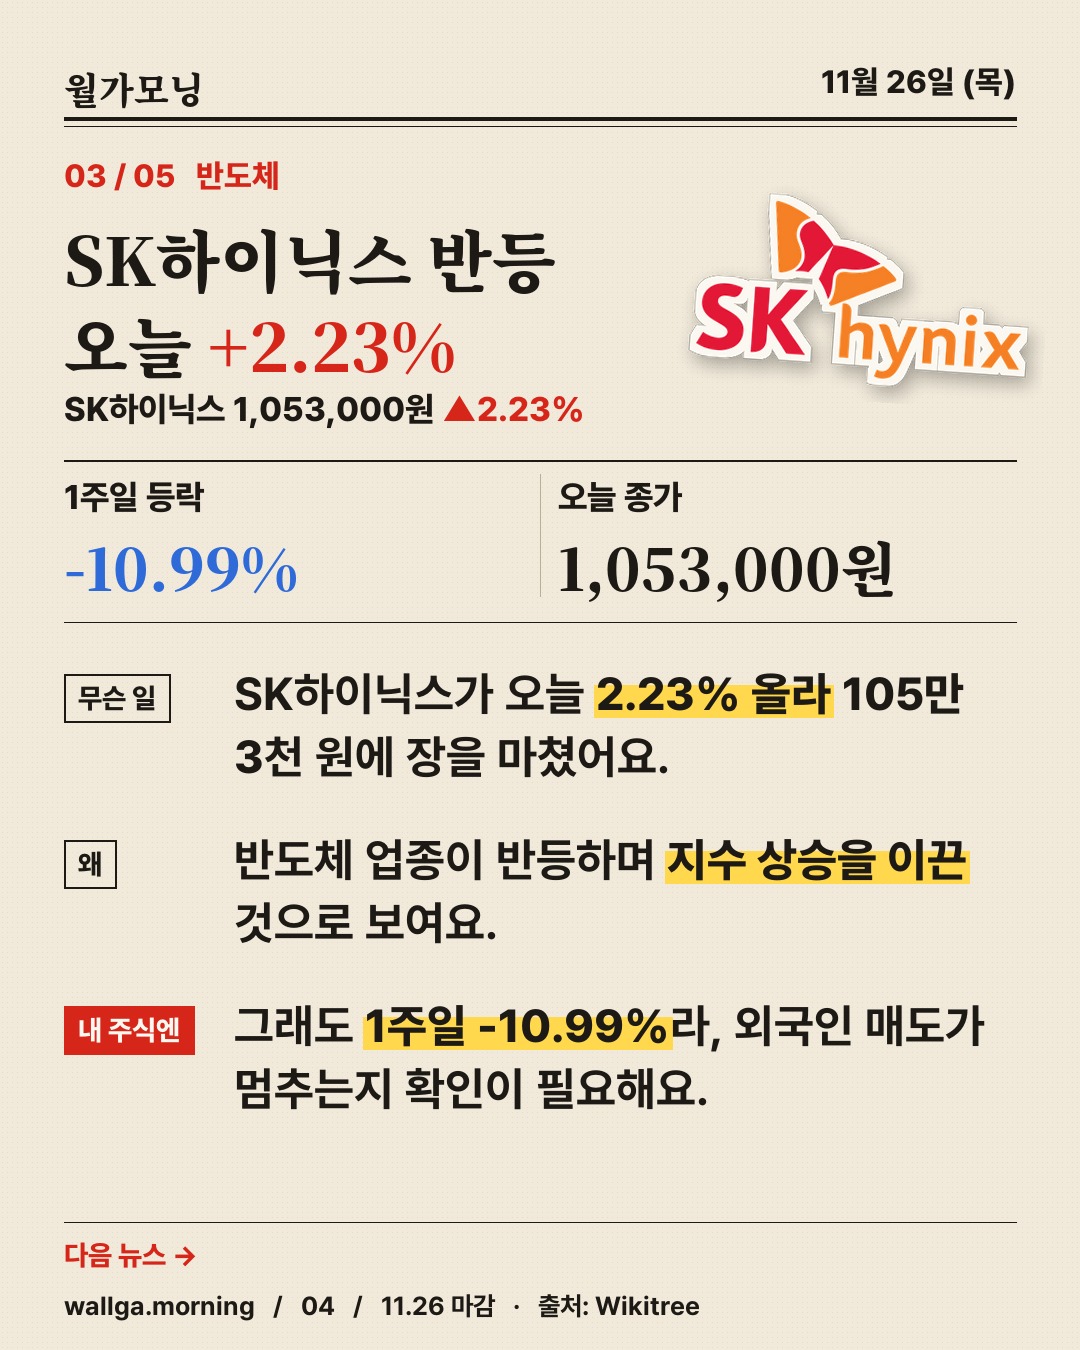 월가모닝
11월 26일 (목)
03 / 05 반도체
SK하이닉스 반등
오늘 +2.23%
SK하이닉스 1,053,000원 ▲2.23%
SK hynix
1주일 등락
-10.99%
오늘 종가
1,053,000원
무슨 일
SK하이닉스가 오늘 2.23% 올라 105만
3천 원에 장을 마쳤어요.
왜
반도체 업종이 반등하며 지수 상승을 이끈
것으로 보여요.
내 주식엔
그래도 1주일 -10.99%라, 외국인 매도가
멈추는지 확인이 필요해요.
다음 뉴스 →
wallga.morning / 04 / 11.26 마감 · 출처: Wikitree